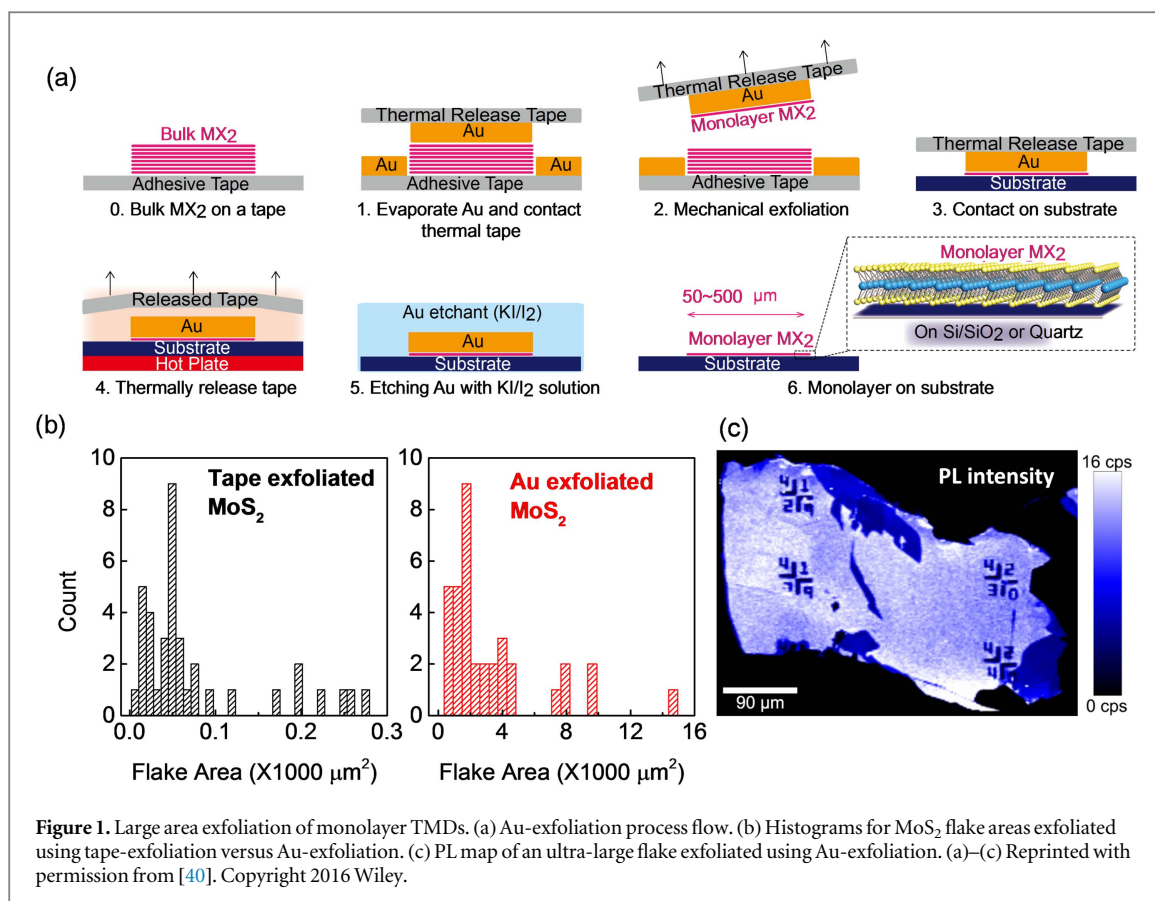 (a)
Bulk MX2
Adhesive Tape
0. Bulk MX2 on a tape
Thermal Release Tape
Au
Au
Au
Adhesive Tape
1. Evaporate Au and contact
thermal tape
Thermal Release Tape
Au
Monolayer MX2
Adhesive Tape
2. Mechanical exfoliation
Thermal Release Tape
Au
Substrate
3. Contact on substrate
Released Tape
Au
Substrate
Hot Plate
4. Thermally release tape
Au etchant (KI/I2)
Au
Substrate
5. Etching Au with KI/I2 solution
50~500 μm
Monolayer MX2
Substrate
Monolayer MX2
On Si/SiO2 or Quartz
6. Monolayer on substrate
(b)
Count
10
8
6
4
2
0
Tape exfoliated
MoS2
0.0
0.1
0.2
0.3
Flake Area (X1000 μm2)
10
8
6
4
2
0
Au exfoliated
MoS2
0
4
8
12
16
Flake Area (X1000 μm2)
(c)
PL intensity
16 cps
0 cps
90 μm
Figure 1. Large area exfoliation of monolayer TMDs. (a) Au-exfoliation process flow. (b) Histograms for MoS2 flake areas exfoliated
using tape-exfoliation versus Au-exfoliation. (c) PL map of an ultra-large flake exfoliated using Au-exfoliation. (a)–(c) Reprinted with
permission from [40]. Copyright 2016 Wiley.